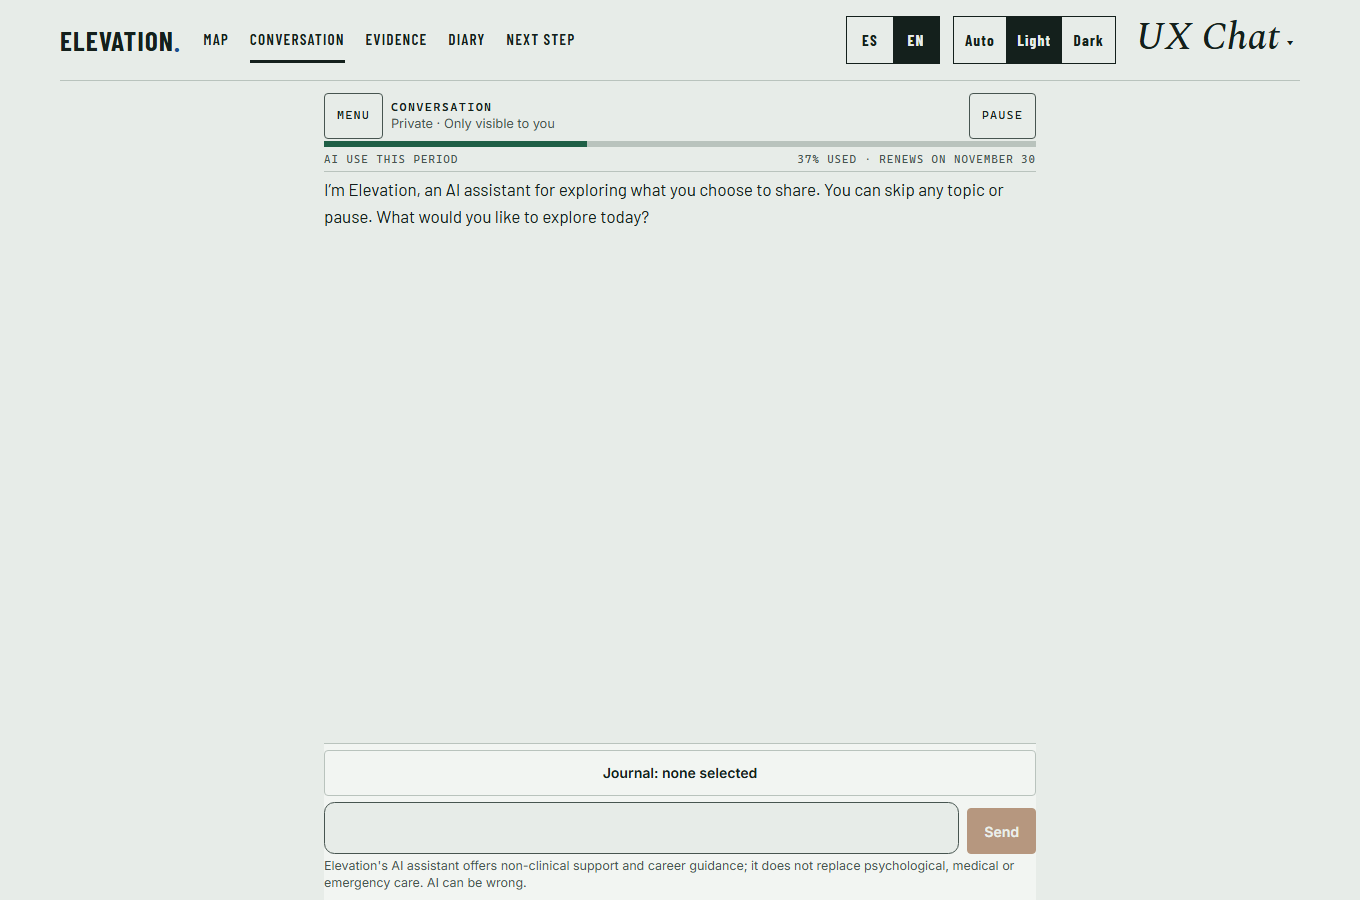 ELEVATION.
MAP
CONVERSATION
EVIDENCE
DIARY
NEXT STEP
ES
EN
Auto
Light
Dark
UX Chat
MENU
CONVERSATION
Private · Only visible to you
PAUSE
AI USE THIS PERIOD
37% USED · RENEWS ON NOVEMBER 30
I’m Elevation, an AI assistant for exploring what you choose to share. You can skip any topic or
pause. What would you like to explore today?
Journal: none selected
Send
Elevation's AI assistant offers non-clinical support and career guidance; it does not replace psychological, medical or
emergency care. AI can be wrong.